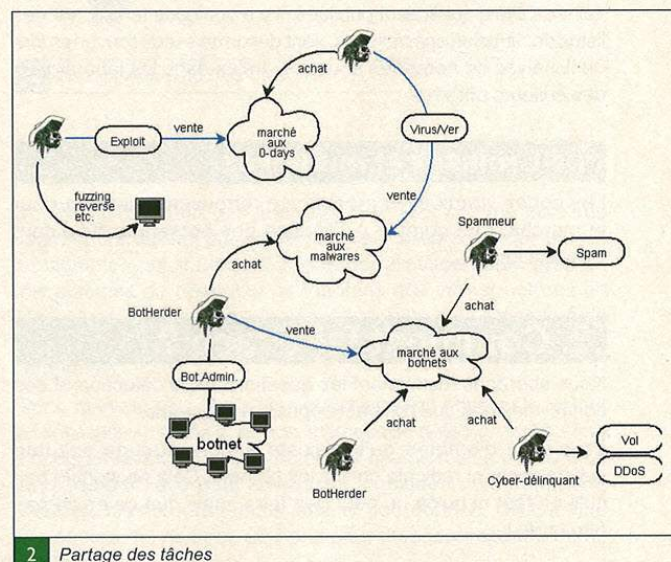 achat
Exploit
vente
marché
aux
0-days
Virus/Ver
fuzzing
reverse
etc.
vente
marché
aux
malwares
Spammeur
Spam
achat
achat
BotHerder
vente
marché aux
botnets
Bot.Admin.
botnet
achat
achat
Vol
DDoS
BotHerder
Cyber-délinquant
2 Partage des tâches